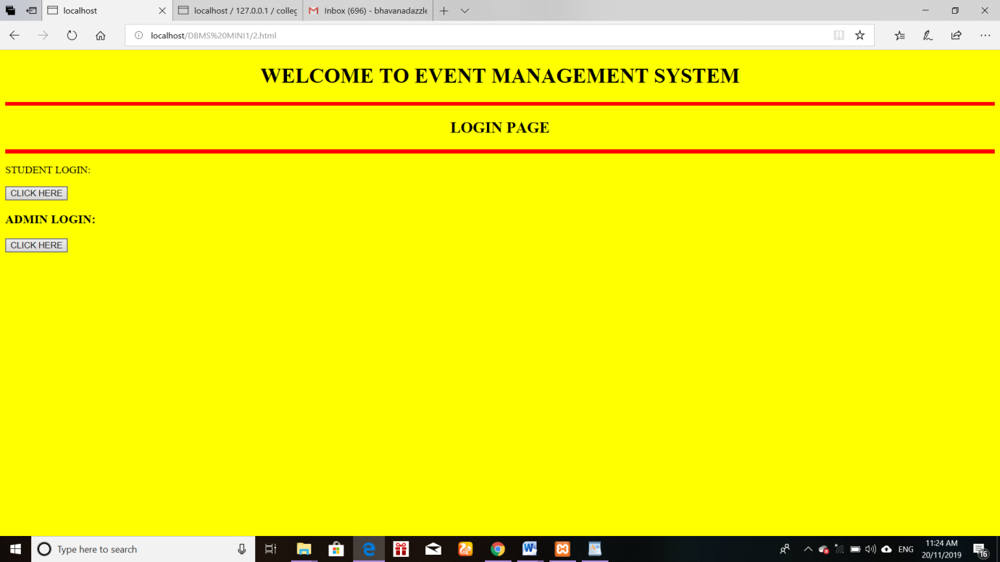 localhost
localhost / 127.0.0.1 / colleg
Inbox (696) - bhavanadazzle
localhost/DBMS%20MINI1/2.html
WELCOME TO EVENT MANAGEMENT SYSTEM
LOGIN PAGE
STUDENT LOGIN:
CLICK HERE
ADMIN LOGIN:
CLICK HERE
Type here to search
ENG
11:24 AM
20/11/2019
16